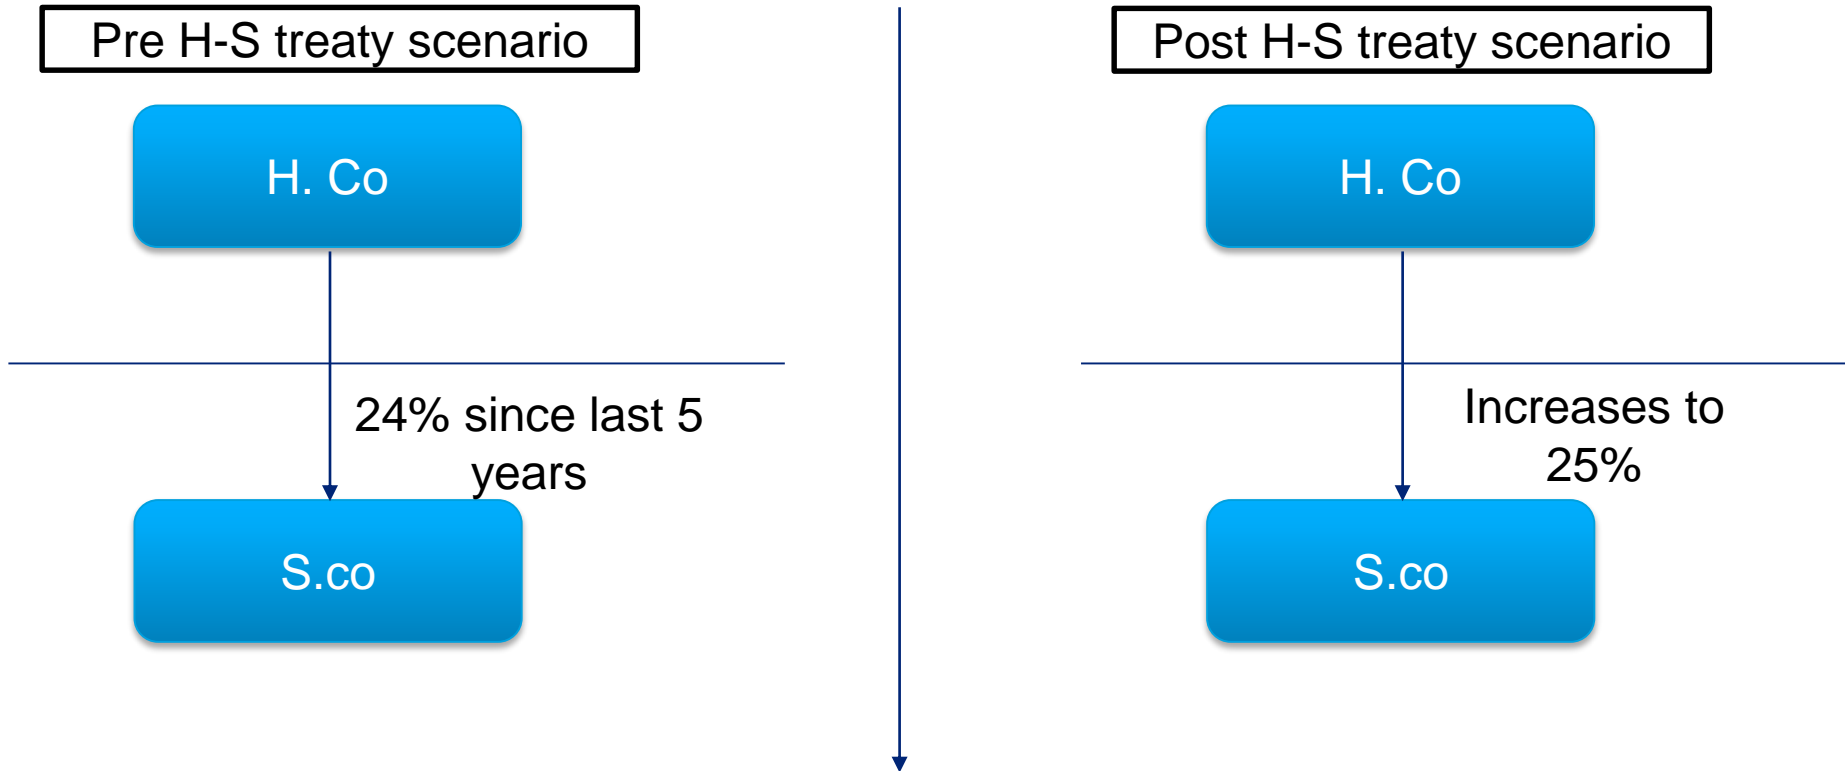 Pre H-S treaty scenario
H. Co
24% since last 5
years
S.co
Post H-S treaty scenario
H. Co
Increases to
25%
S.co